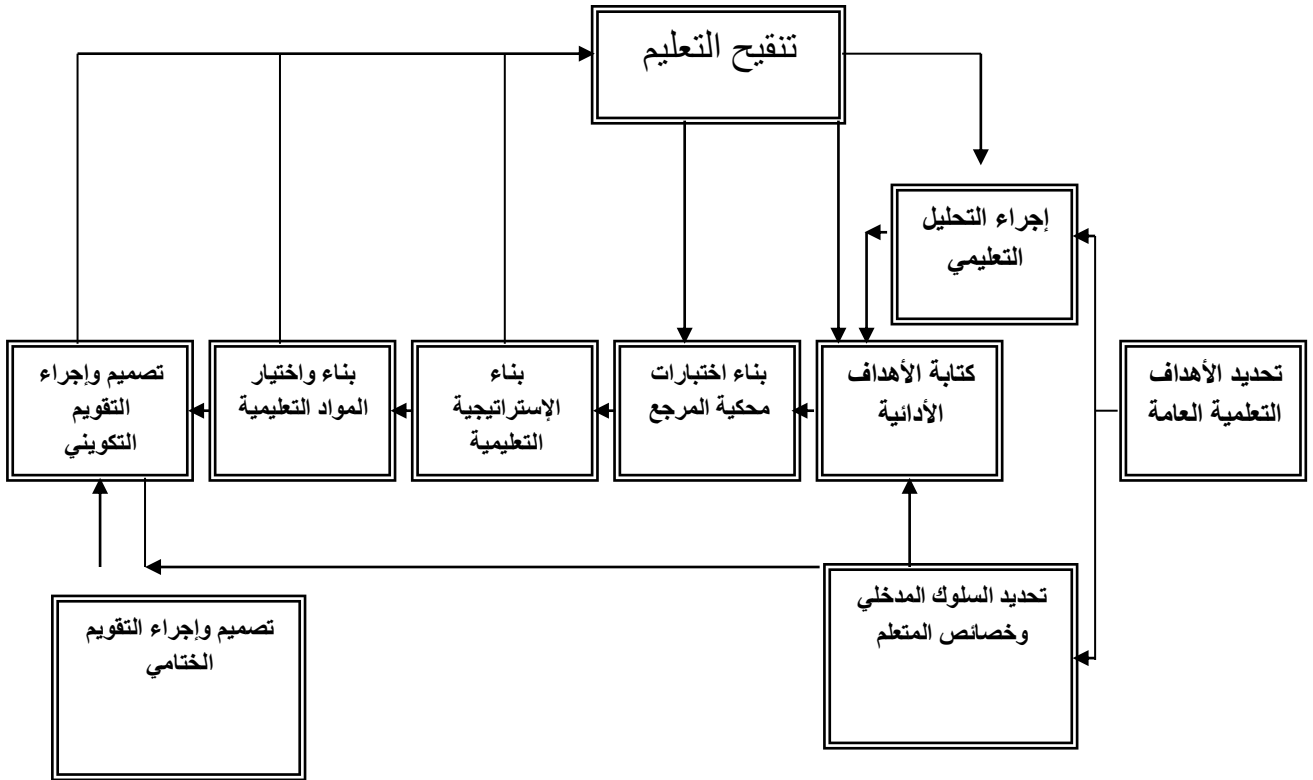 تنقيح التعليم
إجراء التحليل
التعليمي
تحديد الأهداف
التعلمية العامة
كتابة الأهداف
الأدائية
بناء اختبارات
محكية المرجع
بناء
الإستراتيجية
التعليمية
بناء واختيار
المواد التعليمية
تصميم وإجراء
التقويم
التكويني
تحديد السلوك المدخلي
وخصائص المتعلم
تصميم وإجراء التقويم
الختامي